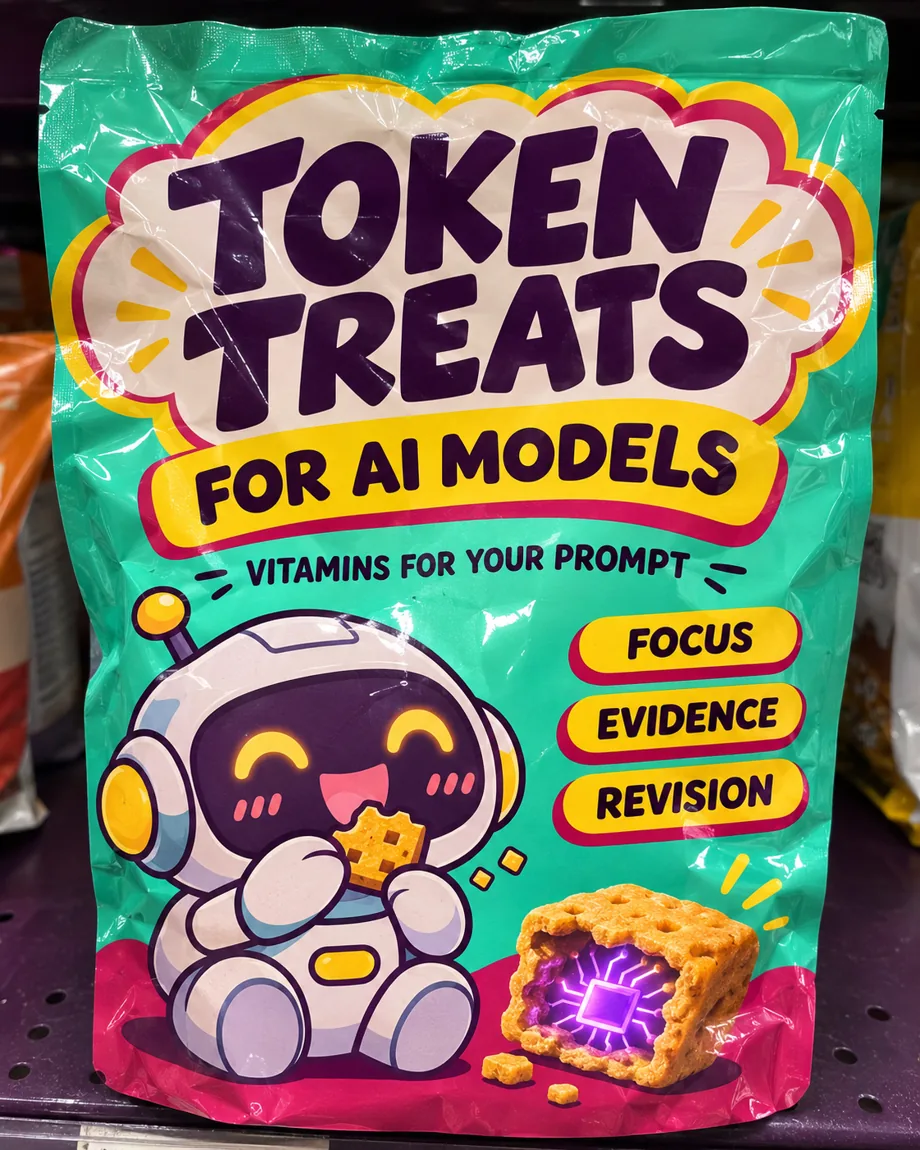 TOKEN
TREATS
FOR AI MODELS
VITAMINS FOR YOUR PROMPT
FOCUS
EVIDENCE
REVISION